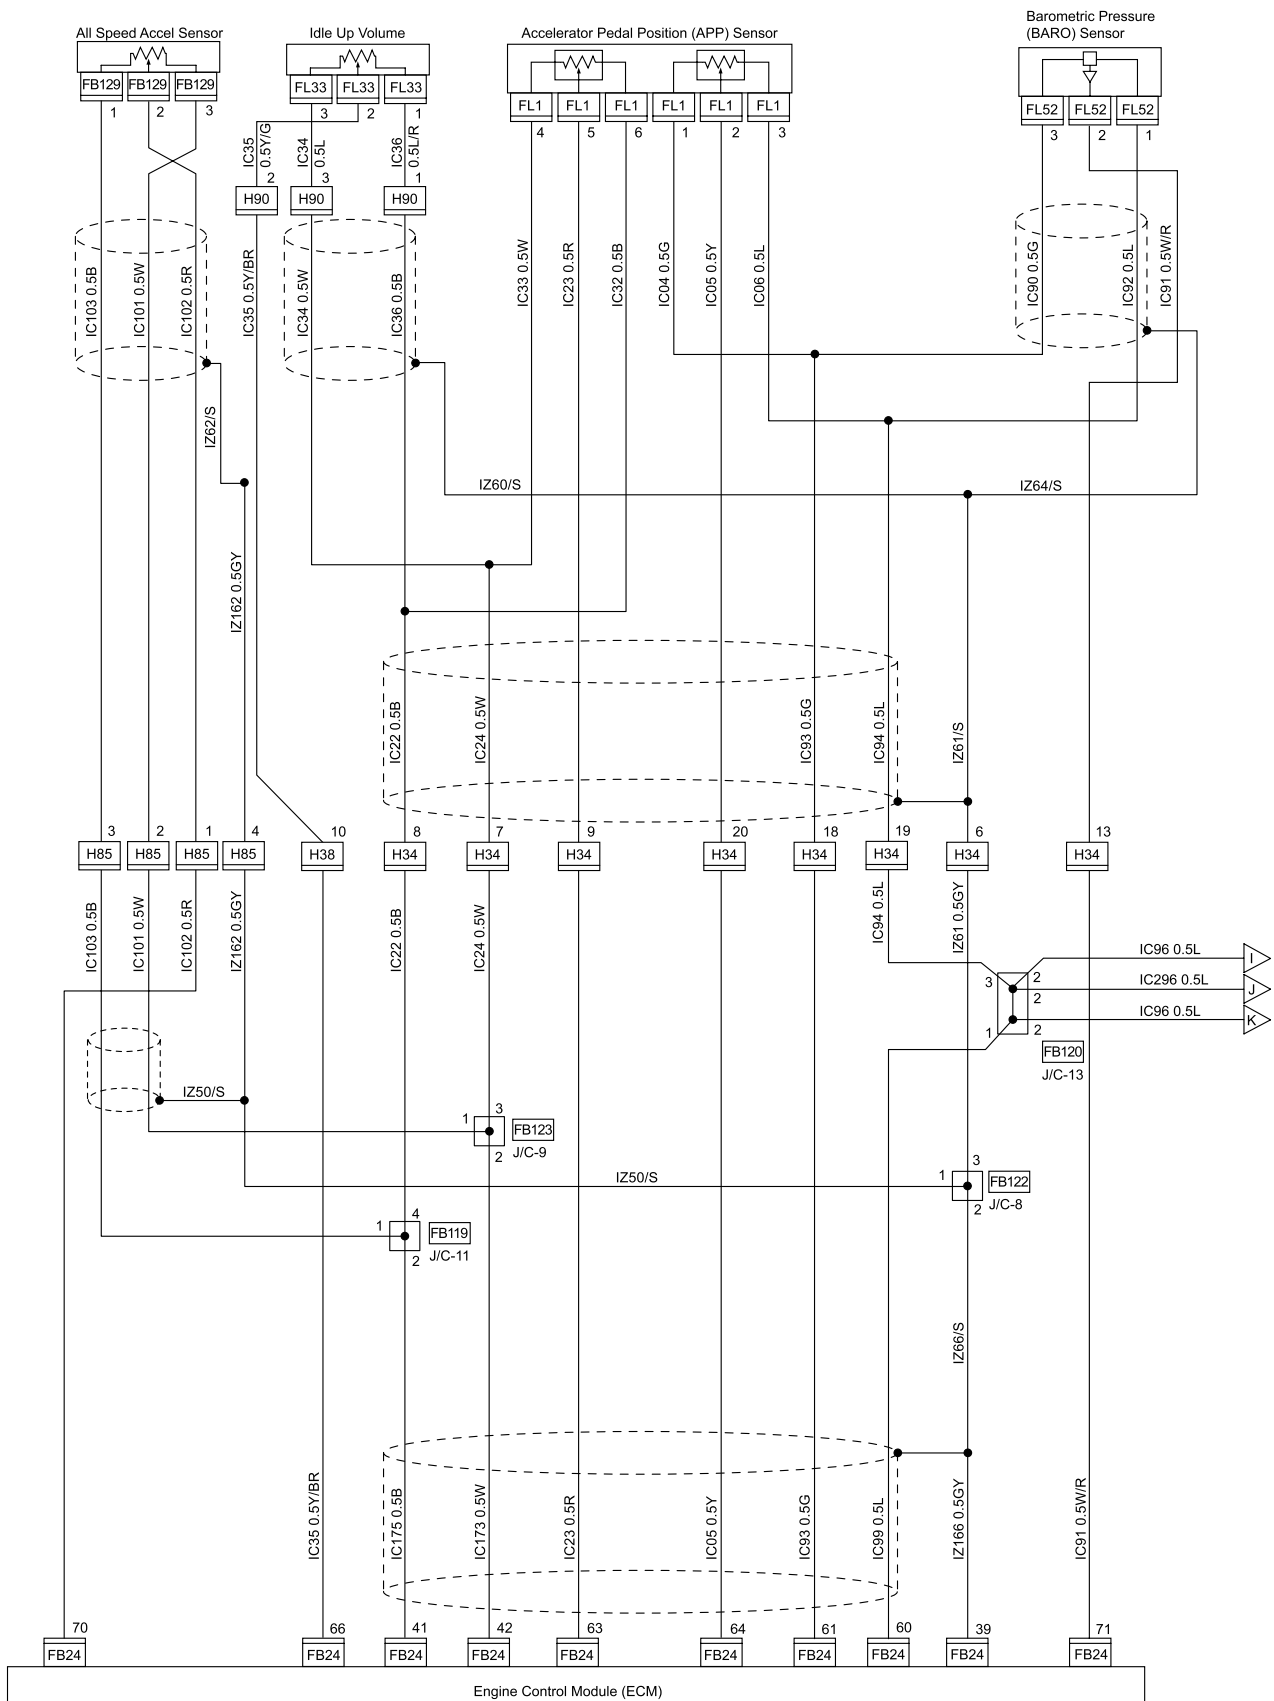 All Speed Accel Sensor
Idle Up Volume
Accelerator Pedal Position (APP) Sensor
Barometric Pressure
(BARO) Sensor
FB129 FB129 FB129
FL33 FL33 FL33
FL1 FL1 FL1 FL1 FL1 FL1
FL52 FL52 FL52
1 2 3
3 2 1
4 5 6 1 2 3
3 2 1
IC35
0.5Y/G
IC34
0.5L
IC36
0.5L/R
2 3 1
H90 H90 H90
IC103 0.5B
IC101 0.5W
IC102 0.5R
IC35 0.5Y/BR
IC34 0.5W
IC36 0.5B
IC33 0.5W
IC23 0.5R
IC32 0.5B
IC04 0.5G
IC05 0.5Y
IC06 0.5L
IC90 0.5G
IC92 0.5L
IC91 0.5W/R
IZ62/S
IZ60/S
IZ64/S
IZ162 0.5GY
IC22 0.5B
IC24 0.5W
IC93 0.5G
IC94 0.5L
IZ61/S
3 2 1 4 10 8 7 9 20 18 19 6 13
H85 H85 H85 H85 H38 H34 H34 H34 H34 H34 H34 H34 H34
IC103 0.5B
IC101 0.5W
IC102 0.5R
IZ162 0.5GY
IC22 0.5B
IC24 0.5W
IC94 0.5L
IZ61 0.5GY
IC96 0.5L
I
3 2
IC296 0.5L
J
2
IC96 0.5L
K
1 2
FB120
J/C-13
IZ50/S
1 3
FB123
2
J/C-9
IZ50/S
1 3
FB122
2
J/C-8
1 4
FB119
2
J/C-11
IZ66/S
IC35 0.5Y/BR
IC175 0.5B
IC173 0.5W
IC23 0.5R
IC05 0.5Y
IC93 0.5G
IC99 0.5L
IZ166 0.5GY
IC91 0.5W/R
70 66 41 42 63 64 61 60 39 71
FB24 FB24 FB24 FB24 FB24 FB24 FB24 FB24 FB24 FB24
Engine Control Module (ECM)